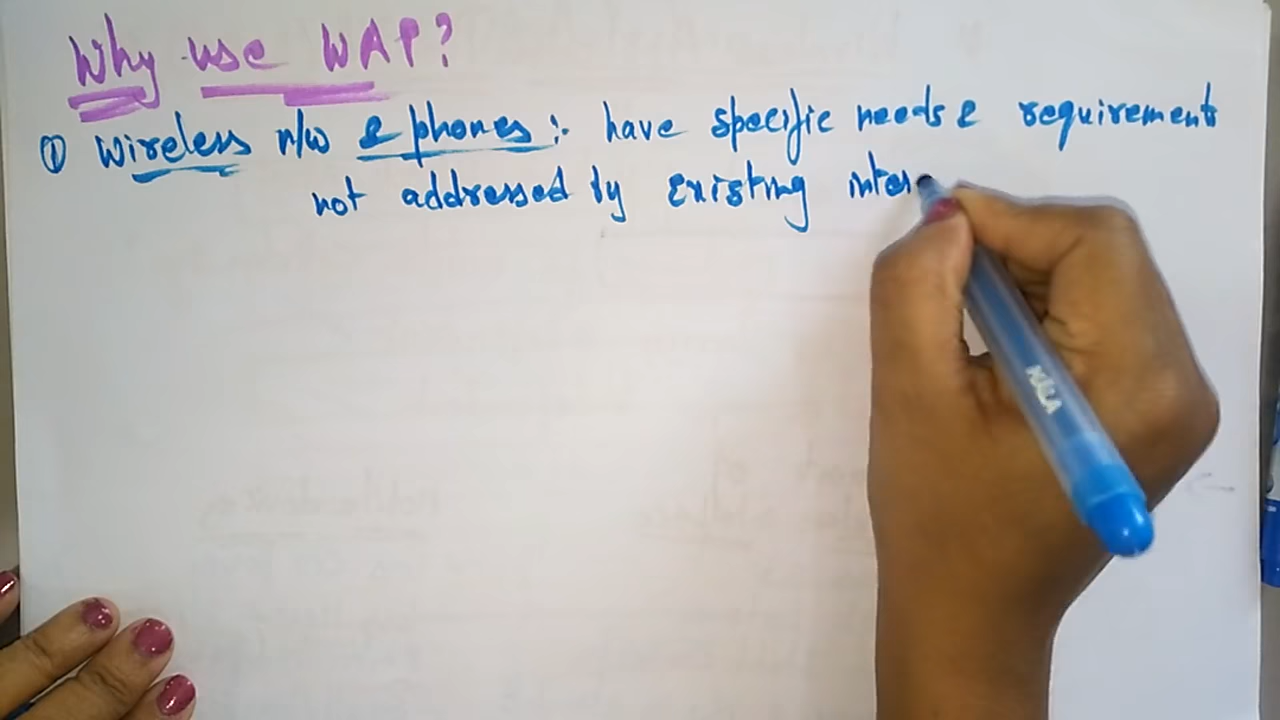 Why use WAP?
① Wireless n/w & phones :- have specific needs & requirements
not addressed by existing inter